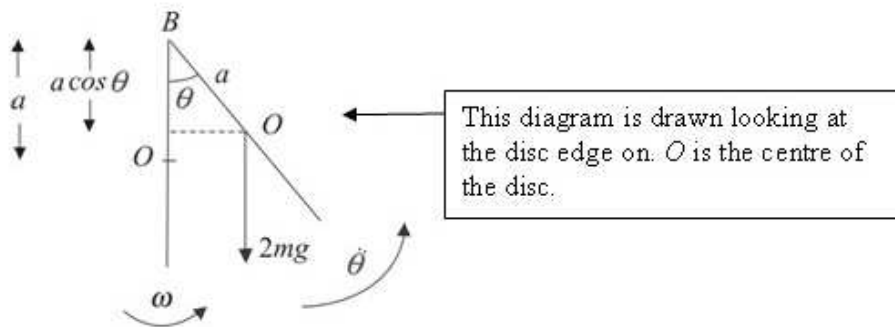 B
a
a cos θ
a
θ
O
O
2mg
θ̇
ω
This diagram is drawn looking at
the disc edge on. O is the centre of
the disc.